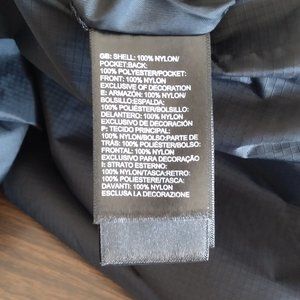 GB: SHELL: 100% NYLON/
POCKET:BACK:
100% POLYESTER/POCKET:
FRONT: 100% NYLON
EXCLUSIVE OF DECORATION
E: ARMAZÓN: 100% NYLON/
BOLSILLO:ESPALDA:
100% POLIÉSTER/BOLSILLO:
DELANTERO: 100% NYLON
EXCLUSIVO DE DECORACIÓN
P: TECIDO PRINCIPAL:
100% NYLON/BOLSO:PARTE DE
TRÁS: 100% POLIÉSTER/BOLSO:
FRONTAL: 100% NYLON
EXCLUSIVO PARA DECORAÇÃO
I: STRATO ESTERNO:
100% NYLON/TASCA:RETRO:
100% POLIESTERE/TASCA:
DAVANTI: 100% NYLON
ESCLUSA LA DECORAZIONE